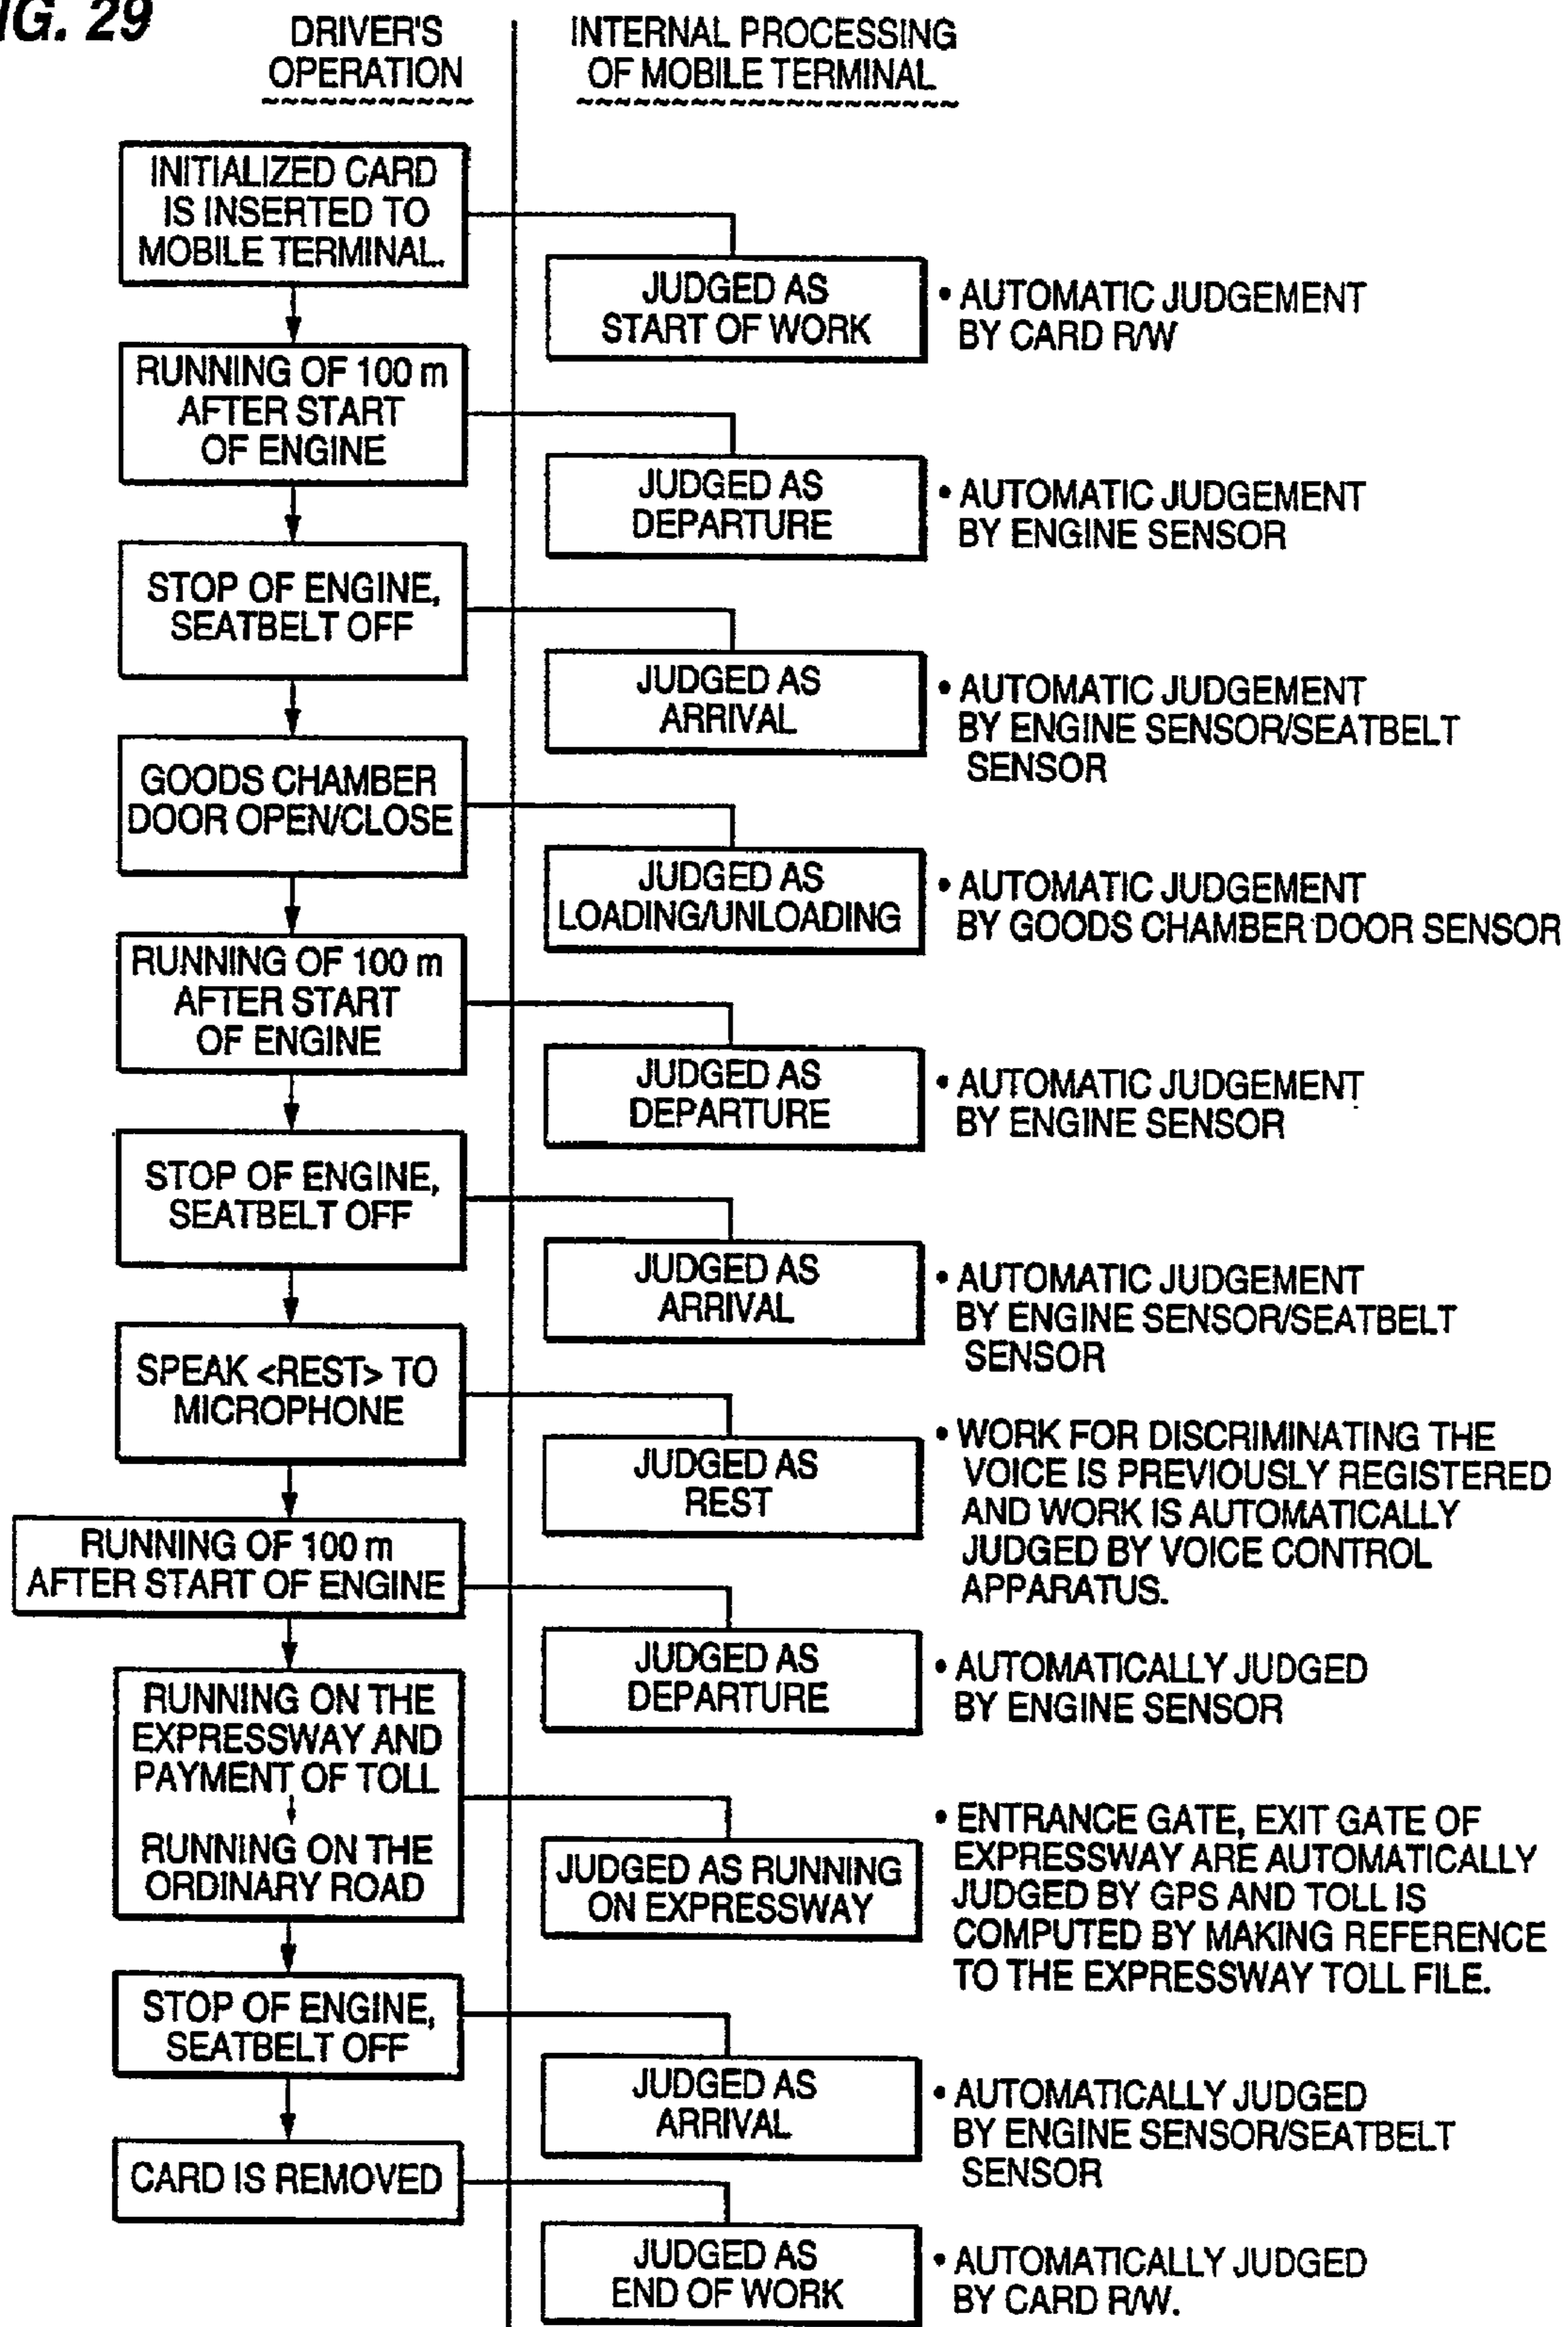 IG. 29
DRIVER'S
OPERATION
INTERNAL PROCESSING
OF MOBILE TERMINAL
INITIALIZED CARD
IS INSERTED TO
MOBILE TERMINAL.
JUDGED AS
START OF WORK
• AUTOMATIC JUDGEMENT
BY CARD R/W
RUNNING OF 100 m
AFTER START
OF ENGINE
JUDGED AS
DEPARTURE
• AUTOMATIC JUDGEMENT
BY ENGINE SENSOR
STOP OF ENGINE,
SEATBELT OFF
JUDGED AS
ARRIVAL
• AUTOMATIC JUDGEMENT
BY ENGINE SENSOR/SEATBELT
SENSOR
GOODS CHAMBER
DOOR OPEN/CLOSE
JUDGED AS
LOADING/UNLOADING
• AUTOMATIC JUDGEMENT
BY GOODS CHAMBER DOOR SENSOR
RUNNING OF 100 m
AFTER START
OF ENGINE
JUDGED AS
DEPARTURE
• AUTOMATIC JUDGEMENT
BY ENGINE SENSOR
STOP OF ENGINE,
SEATBELT OFF
JUDGED AS
ARRIVAL
• AUTOMATIC JUDGEMENT
BY ENGINE SENSOR/SEATBELT
SENSOR
SPEAK <REST> TO
MICROPHONE
JUDGED AS
REST
• WORK FOR DISCRIMINATING THE
VOICE IS PREVIOUSLY REGISTERED
AND WORK IS AUTOMATICALLY
JUDGED BY VOICE CONTROL
APPARATUS.
RUNNING OF 100 m
AFTER START OF ENGINE
JUDGED AS
DEPARTURE
• AUTOMATICALLY JUDGED
BY ENGINE SENSOR
RUNNING ON THE
EXPRESSWAY AND
PAYMENT OF TOLL
RUNNING ON THE
ORDINARY ROAD
JUDGED AS RUNNING
ON EXPRESSWAY
• ENTRANCE GATE, EXIT GATE OF
EXPRESSWAY ARE AUTOMATICALLY
JUDGED BY GPS AND TOLL IS
COMPUTED BY MAKING REFERENCE
TO THE EXPRESSWAY TOLL FILE.
STOP OF ENGINE,
SEATBELT OFF
JUDGED AS
ARRIVAL
• AUTOMATICALLY JUDGED
BY ENGINE SENSOR/SEATBELT
SENSOR
CARD IS REMOVED
JUDGED AS
END OF WORK
• AUTOMATICALLY JUDGED
BY CARD R/W.